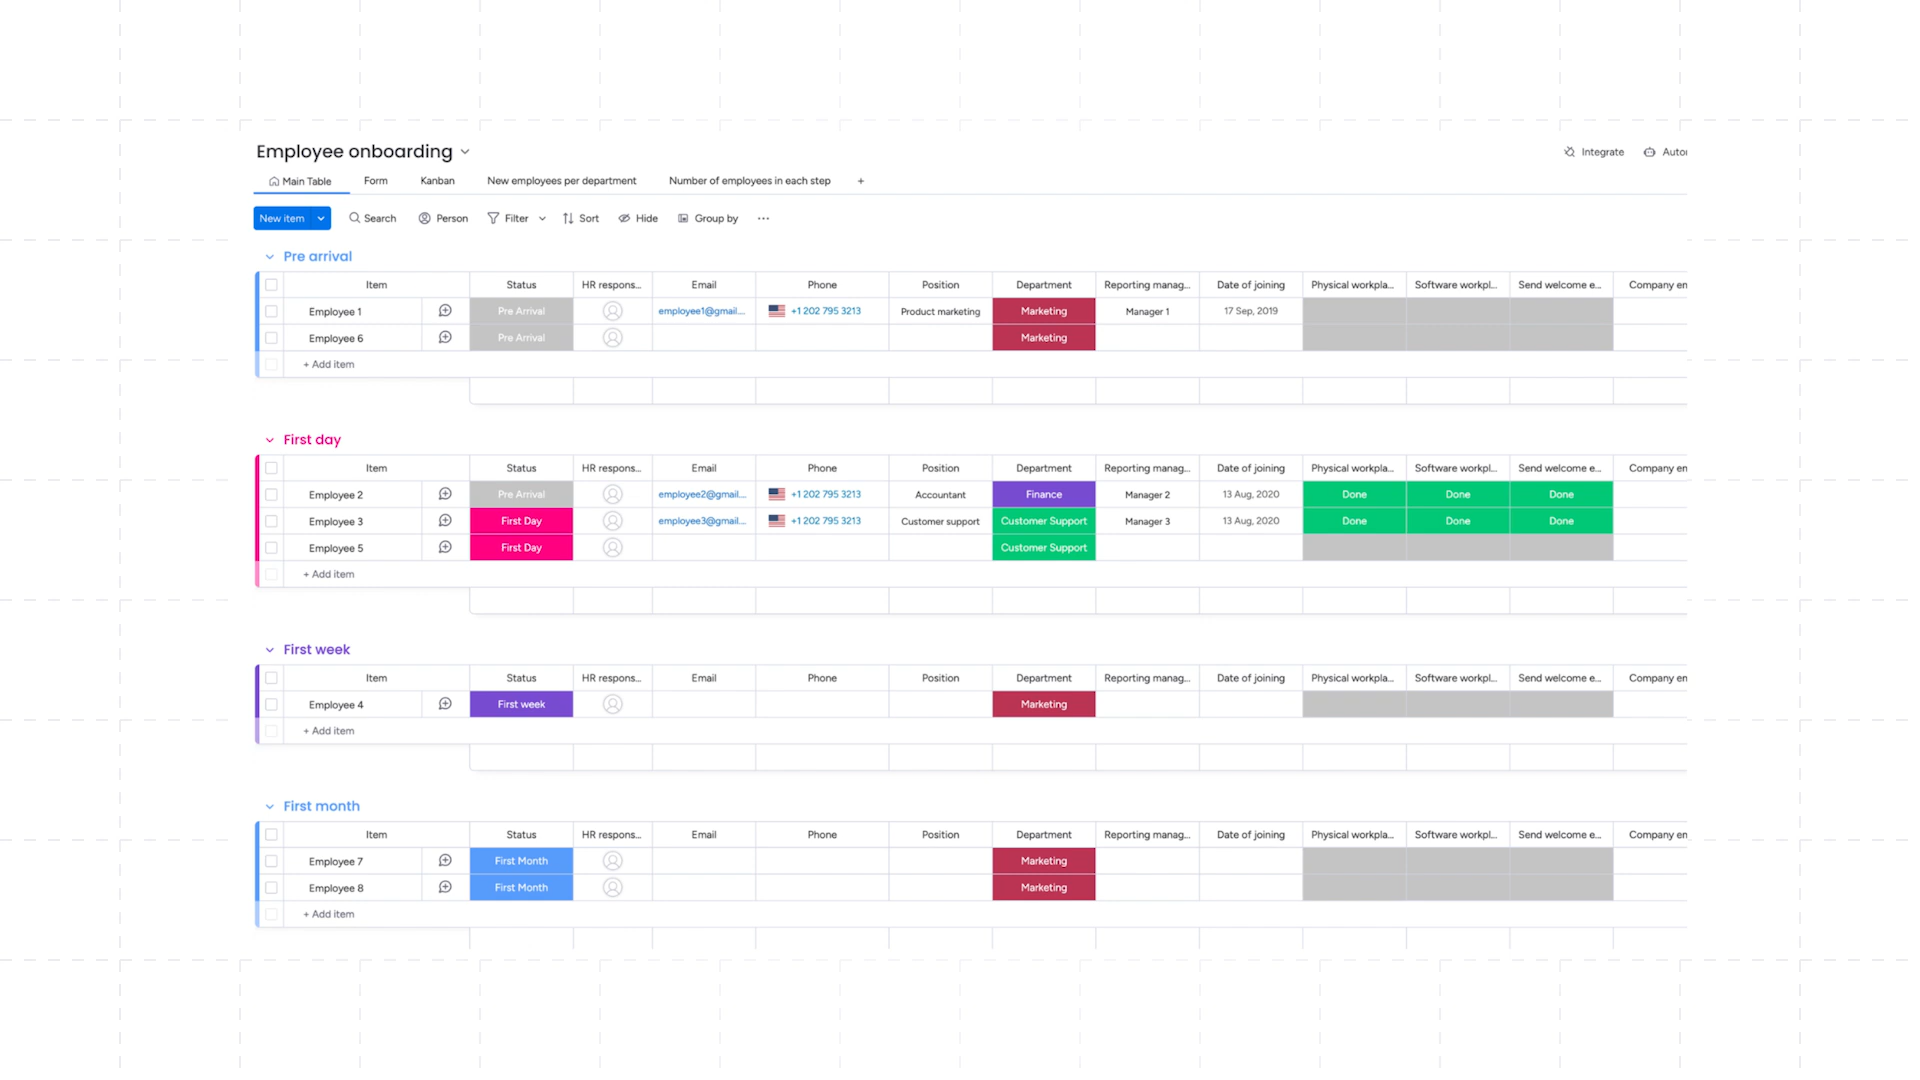 Employee onboarding
Integrate Autor
Main Table Form Kanban New employees per department Number of employees in each step +
New item Search Person Filter Sort Hide Group by ...
Pre arrival
Item Status HR respons... Email Phone Position Department Reporting manag... Date of joining Physical workpla... Software workpl... Send welcome e... Company en
Employee 1 Pre Arrival employee1@gmail.... +1 202 795 3213 Product marketing Marketing Manager 1 17 Sep, 2019
Employee 6 Pre Arrival Marketing
+ Add item
First day
Item Status HR respons... Email Phone Position Department Reporting manag... Date of joining Physical workpla... Software workpl... Send welcome e... Company en
Employee 2 Pre Arrival employee2@gmail.... +1 202 795 3213 Accountant Finance Manager 2 13 Aug, 2020 Done Done Done
Employee 3 First Day employee3@gmail.... +1 202 795 3213 Customer support Customer Support Manager 3 13 Aug, 2020 Done Done Done
Employee 5 First Day Customer Support
+ Add item
First week
Item Status HR respons... Email Phone Position Department Reporting manag... Date of joining Physical workpla... Software workpl... Send welcome e... Company en
Employee 4 First week Marketing
+ Add item
First month
Item Status HR respons... Email Phone Position Department Reporting manag... Date of joining Physical workpla... Software workpl... Send welcome e... Company en
Employee 7 First Month Marketing
Employee 8 First Month Marketing
+ Add item